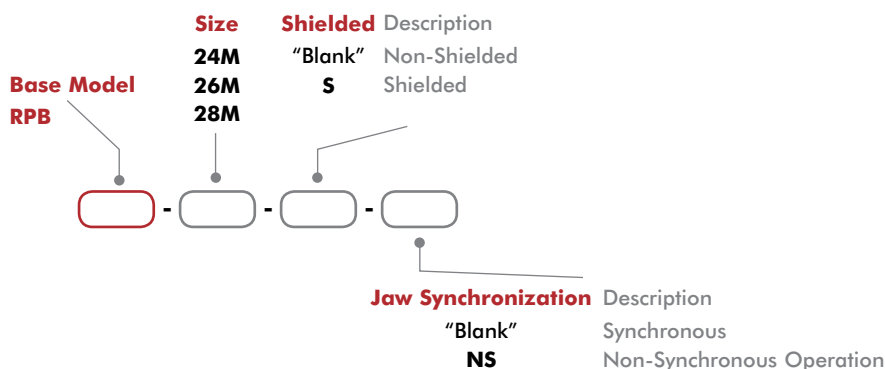 Size Shielded Description
24M “Blank” Non-Shielded
Base Model 26M S Shielded
RPB 28M
- - -
Jaw Synchronization Description
“Blank” Synchronous
NS Non-Synchronous Operation